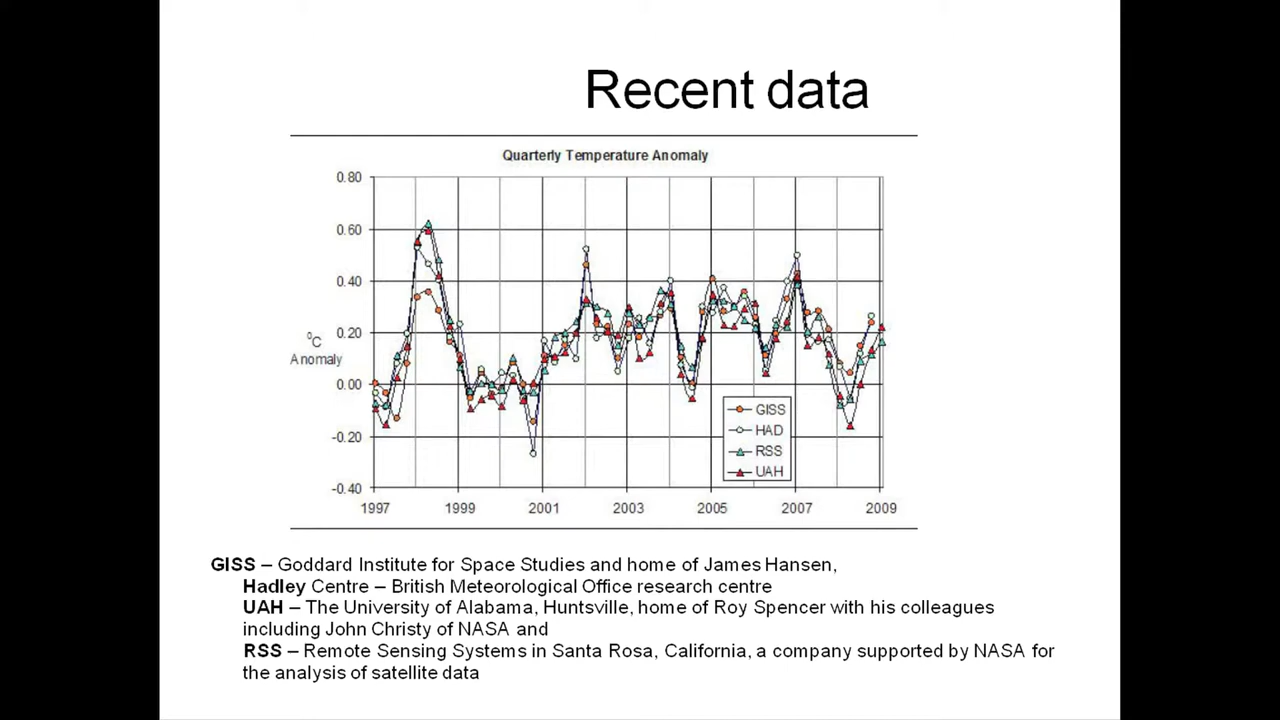 Recent data
Quarterly Temperature Anomaly
0.80
0.60
0.40
0.20
0.00
-0.20
-0.40
⁰C
Anomaly
GISS
HAD
RSS
UAH
1997 1999 2001 2003 2005 2007 2009
GISS – Goddard Institute for Space Studies and home of James Hansen,
Hadley Centre – British Meteorological Office research centre
UAH – The University of Alabama, Huntsville, home of Roy Spencer with his colleagues
including John Christy of NASA and
RSS – Remote Sensing Systems in Santa Rosa, California, a company supported by NASA for
the analysis of satellite data